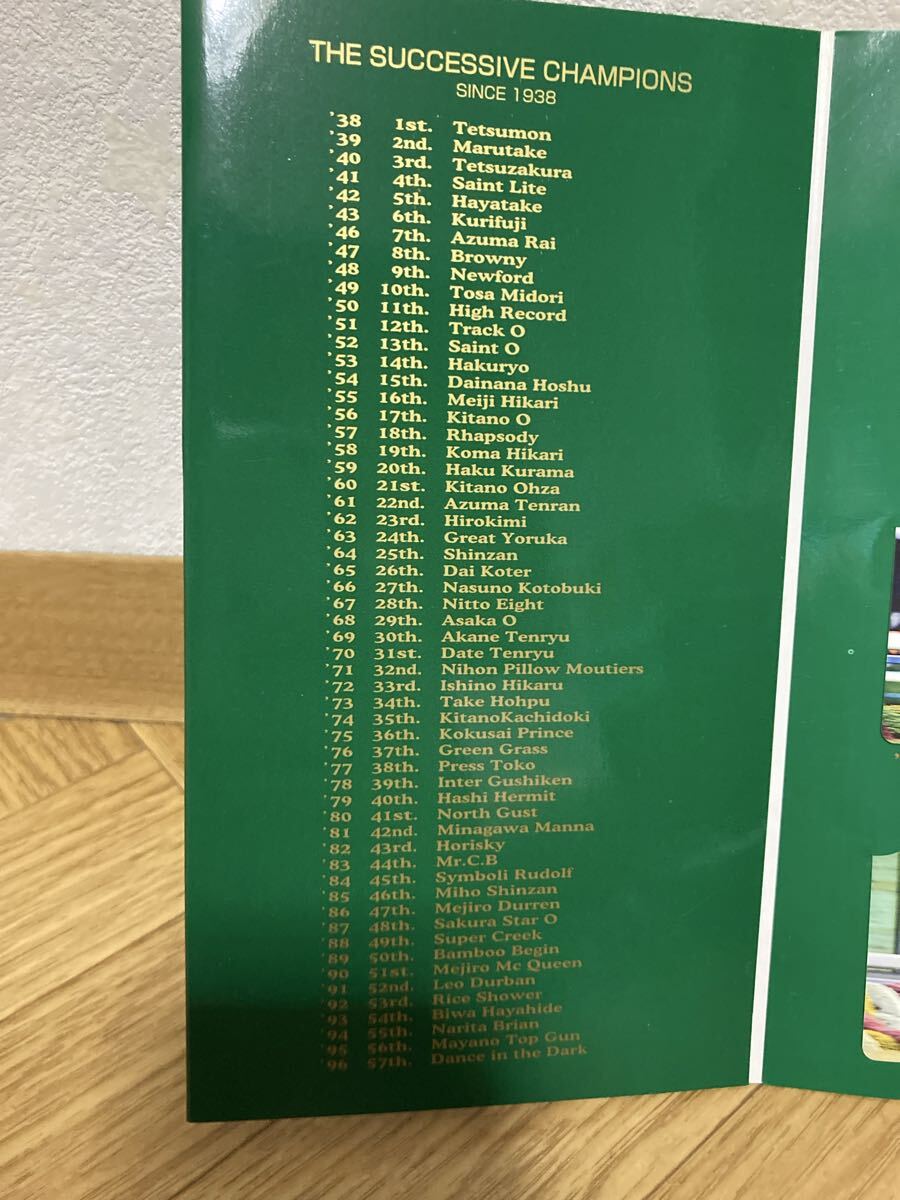 THE SUCCESSIVE CHAMPIONS
SINCE 1938
'38 1st. Tetsumon
'39 2nd. Marutake
'40 3rd. Tetsuzakura
'41 4th. Saint Lite
'42 5th. Hayatake
'43 6th. Kurifuji
'46 7th. Azuma Rai
'47 8th. Browny
'48 9th. Newford
'49 10th. Tosa Midori
'50 11th. High Record
'51 12th. Track O
'52 13th. Saint O
'53 14th. Hakuryo
'54 15th. Dainana Hoshu
'55 16th. Meiji Hikari
'56 17th. Kitano O
'57 18th. Rhapsody
'58 19th. Koma Hikari
'59 20th. Haku Kurama
'60 21st. Kitano Ohza
'61 22nd. Azuma Tenran
'62 23rd. Hirokimi
'63 24th. Great Yoruka
'64 25th. Shinzan
'65 26th. Dai Koter
'66 27th. Nasuno Kotobuki
'67 28th. Nitto Eight
'68 29th. Asaka O
'69 30th. Akane Tenryu
'70 31st. Date Tenryu
'71 32nd. Nihon Pillow Moutiers
'72 33rd. Ishino Hikaru
'73 34th. Take Hohpu
'74 35th. KitanoKachidoki
'75 36th. Kokusai Prince
'76 37th. Green Grass
'77 38th. Press Toko
'78 39th. Inter Gushiken
'79 40th. Hashi Hermit
'80 41st. North Gust
'81 42nd. Minagawa Manna
'82 43rd. Horisky
'83 44th. Mr.C.B
'84 45th. Symboli Rudolf
'85 46th. Miho Shinzan
'86 47th. Mejiro Durren
'87 48th. Sakura Star O
'88 49th. Super Creek
'89 50th. Bamboo Begin
'90 51st. Mejiro Mc Queen
'91 52nd. Leo Durban
'92 53rd. Rice Shower
'93 54th. Biwa Hayahide
'94 55th. Narita Brian
'95 56th. Mayano Top Gun
'96 57th. Dance in the Dark